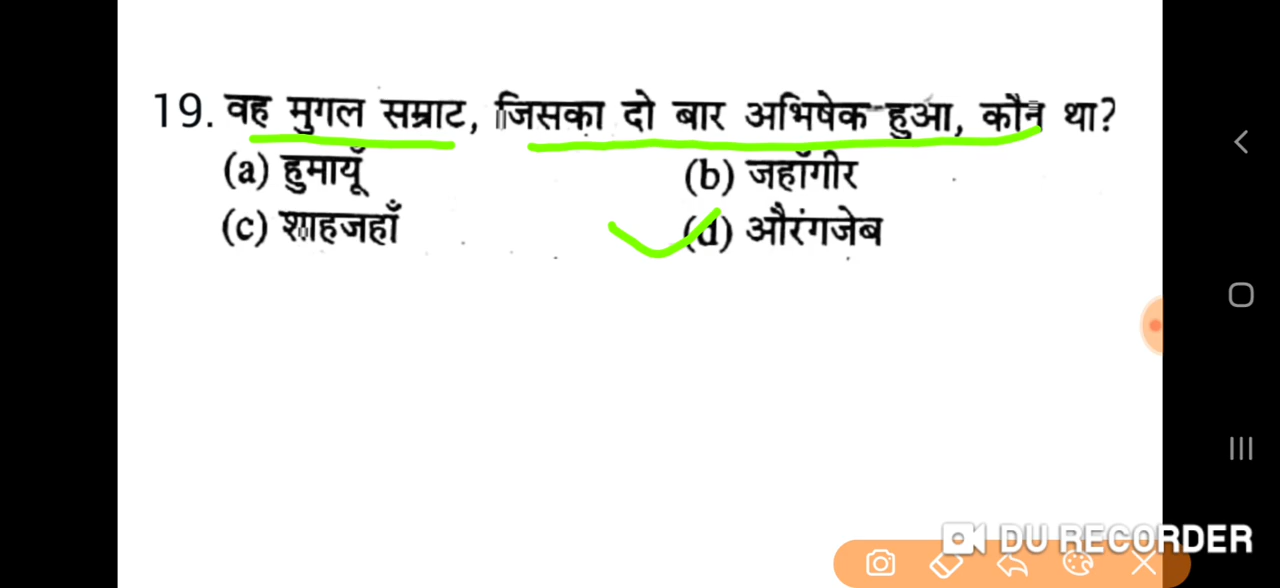 19. वह मुगल सम्राट, जिसका दो बार अभिषेक हुआ, कौन था?
(a) हुमायूँ (b) जहाँगीर
(c) शाहजहाँ (d) औरंगजेब
DU RECORDER